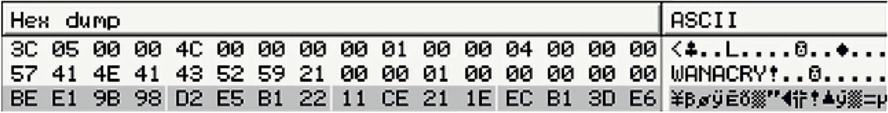 Hex dump ASCII
3C 05 00 00 4C 00 00 00 00 01 00 00 04 00 00 00 <♣..L....☺..♦...
57 41 4E 41 43 52 59 21 00 00 01 00 00 00 00 00 WANACRY!..☺.....
BE E1 9B 98 D2 E5 B1 22 11 CE 21 1E EC B1 3D E6